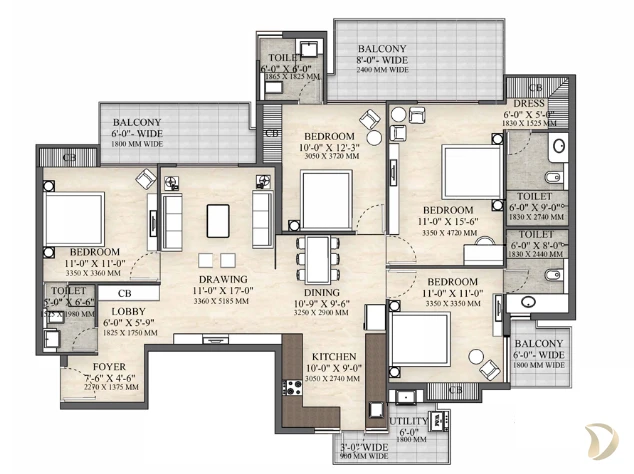 TOILET
6'-0" X 6'-0"
1865 X 1825 MM
BALCONY
8'-0"- WIDE
2400 MM WIDE
CB
DRESS
6'-0" X 5'-0"
1830 X 1525 MM
BALCONY
6'-0"- WIDE
1800 MM WIDE
CB
BEDROOM
10'-0" X 12'-3"
3050 X 3720 MM
CB
TOILET
6'-0" X 9'-0"
1830 X 2740 MM
BEDROOM
11'-0" X 15'-6"
3350 X 4720 MM
TOILET
6'-0" X 8'-0"
1830 X 2440 MM
BEDROOM
11'-0" X 11'-0"
3350 X 3360 MM
DRAWING
11'-0" X 17'-0"
3360 X 5185 MM
DINING
10'-9" X 9'-6"
3250 X 2900 MM
BEDROOM
11'-0" X 11'-0"
3350 X 3350 MM
TOILET
5'-0" X 6'-6"
1525 X 1980 MM
CB
LOBBY
6'-0" X 5'-9"
1825 X 1750 MM
BALCONY
6'-0"- WIDE
1800 MM WIDE
FOYER
7'-6" X 4'-6"
2270 X 1375 MM
KITCHEN
10'-0" X 9'-0"
3050 X 2740 MM
CB
UTILITY
6'-0"
1800 MM
3'-0" WIDE
900 MM WIDE